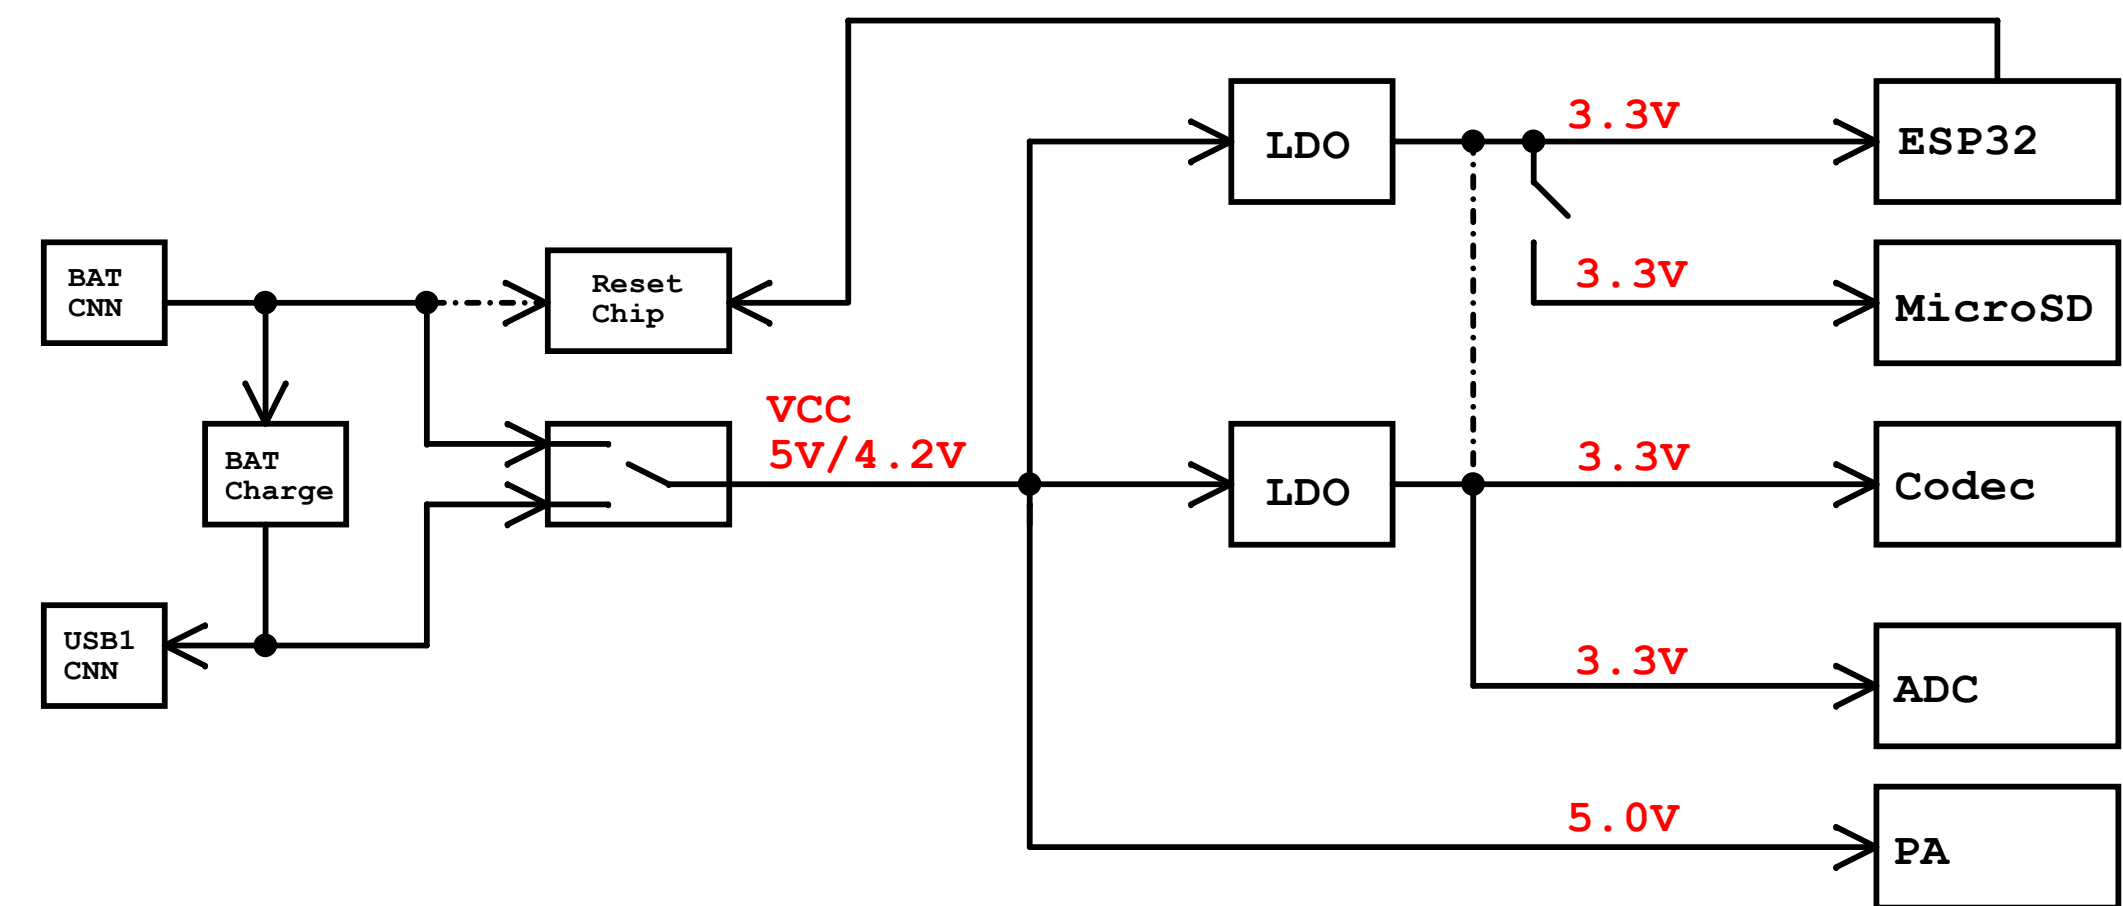 3.3V
LDO
ESP32
BAT
CNN
Reset
Chip
3.3V
MicroSD
VCC
5V/4.2V
BAT
Charge
LDO
3.3V
Codec
USB1
CNN
3.3V
ADC
5.0V
PA